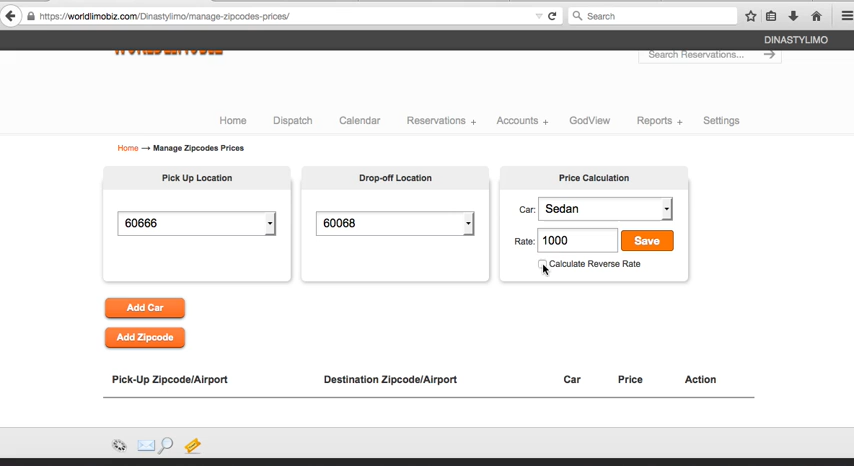 https://worldlimobiz.com/Dinastylimo/manage-zipcodes-prices/
Search
DINASTYLIMO
Search Reservations...
Home Dispatch Calendar Reservations + Accounts + GodView Reports + Settings
Home → Manage Zipcodes Prices
Pick Up Location
60666
Drop-off Location
60068
Price Calculation
Car: Sedan
Rate: 1000 Save
Calculate Reverse Rate
Add Car
Add Zipcode
Pick-Up Zipcode/Airport Destination Zipcode/Airport Car Price Action